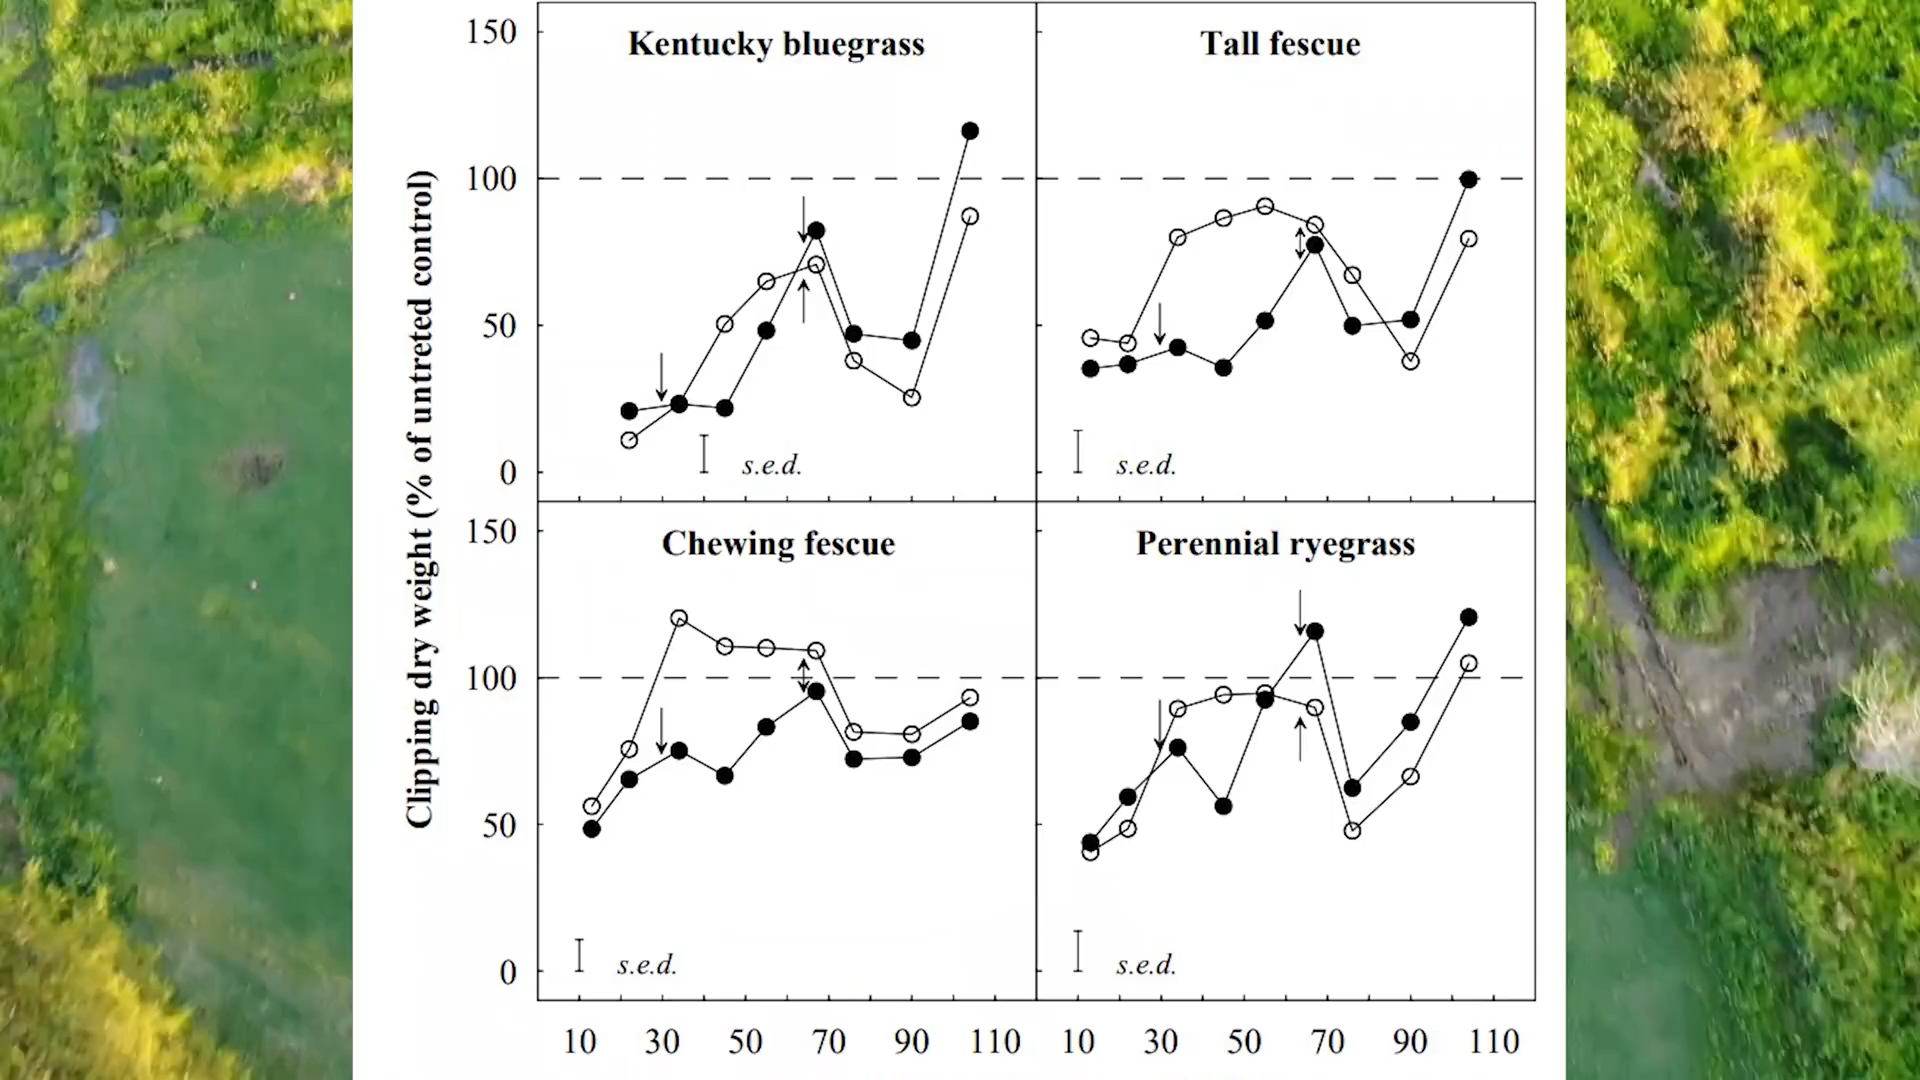 Clipping dry weight (% of untreted control)
150
100
50
0
Kentucky bluegrass
s.e.d.
Tall fescue
s.e.d.
150
100
50
0
Chewing fescue
s.e.d.
Perennial ryegrass
s.e.d.
10 30 50 70 90 110
10 30 50 70 90 110